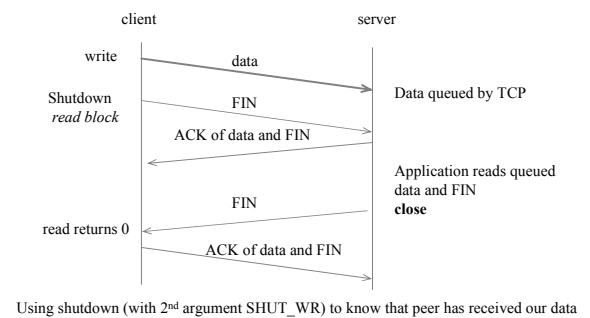 client
server
write
data
Data queued by TCP
Shutdown
read block
FIN
ACK of data and FIN
Application reads queued
data and FIN
close
FIN
read returns 0
ACK of data and FIN
Using shutdown (with 2nd argument SHUT_WR) to know that peer has received our data